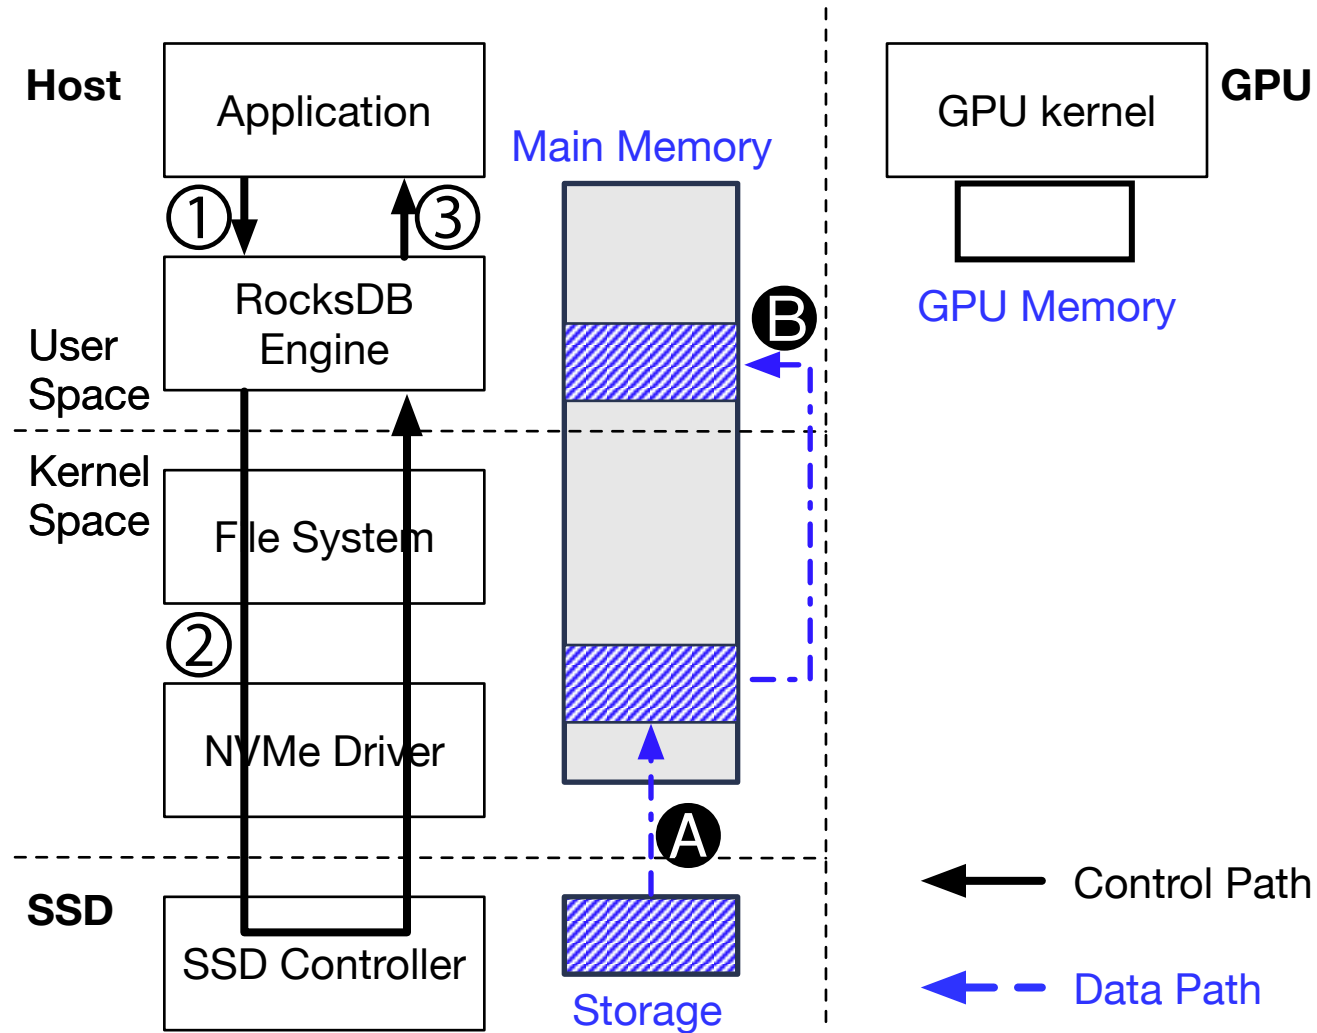 Host
Application
Main Memory
GPU kernel
GPU
①
③
RocksDB
Engine
B
GPU Memory
User
Space
Kernel
Space
File System
②
NVMe Driver
A
SSD
SSD Controller
Storage
Control Path
Data Path